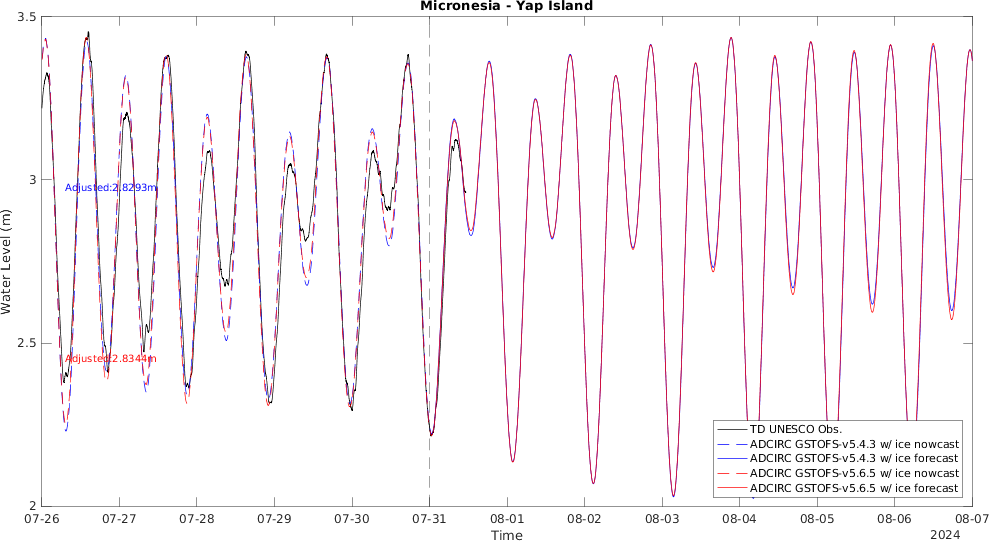 Micronesia - Yap Island
3.5
3
2.5
2
Water Level (m)
Adjusted:2.8293m
Adjusted:2.8344m
TD UNESCO Obs.
ADCIRC GSTOFS-v5.4.3 w/ ice nowcast
ADCIRC GSTOFS-v5.4.3 w/ ice forecast
ADCIRC GSTOFS-v5.6.5 w/ ice nowcast
ADCIRC GSTOFS-v5.6.5 w/ ice forecast
07-26 07-27 07-28 07-29 07-30 07-31 08-01 08-02 08-03 08-04 08-05 08-06 08-07
Time
2024